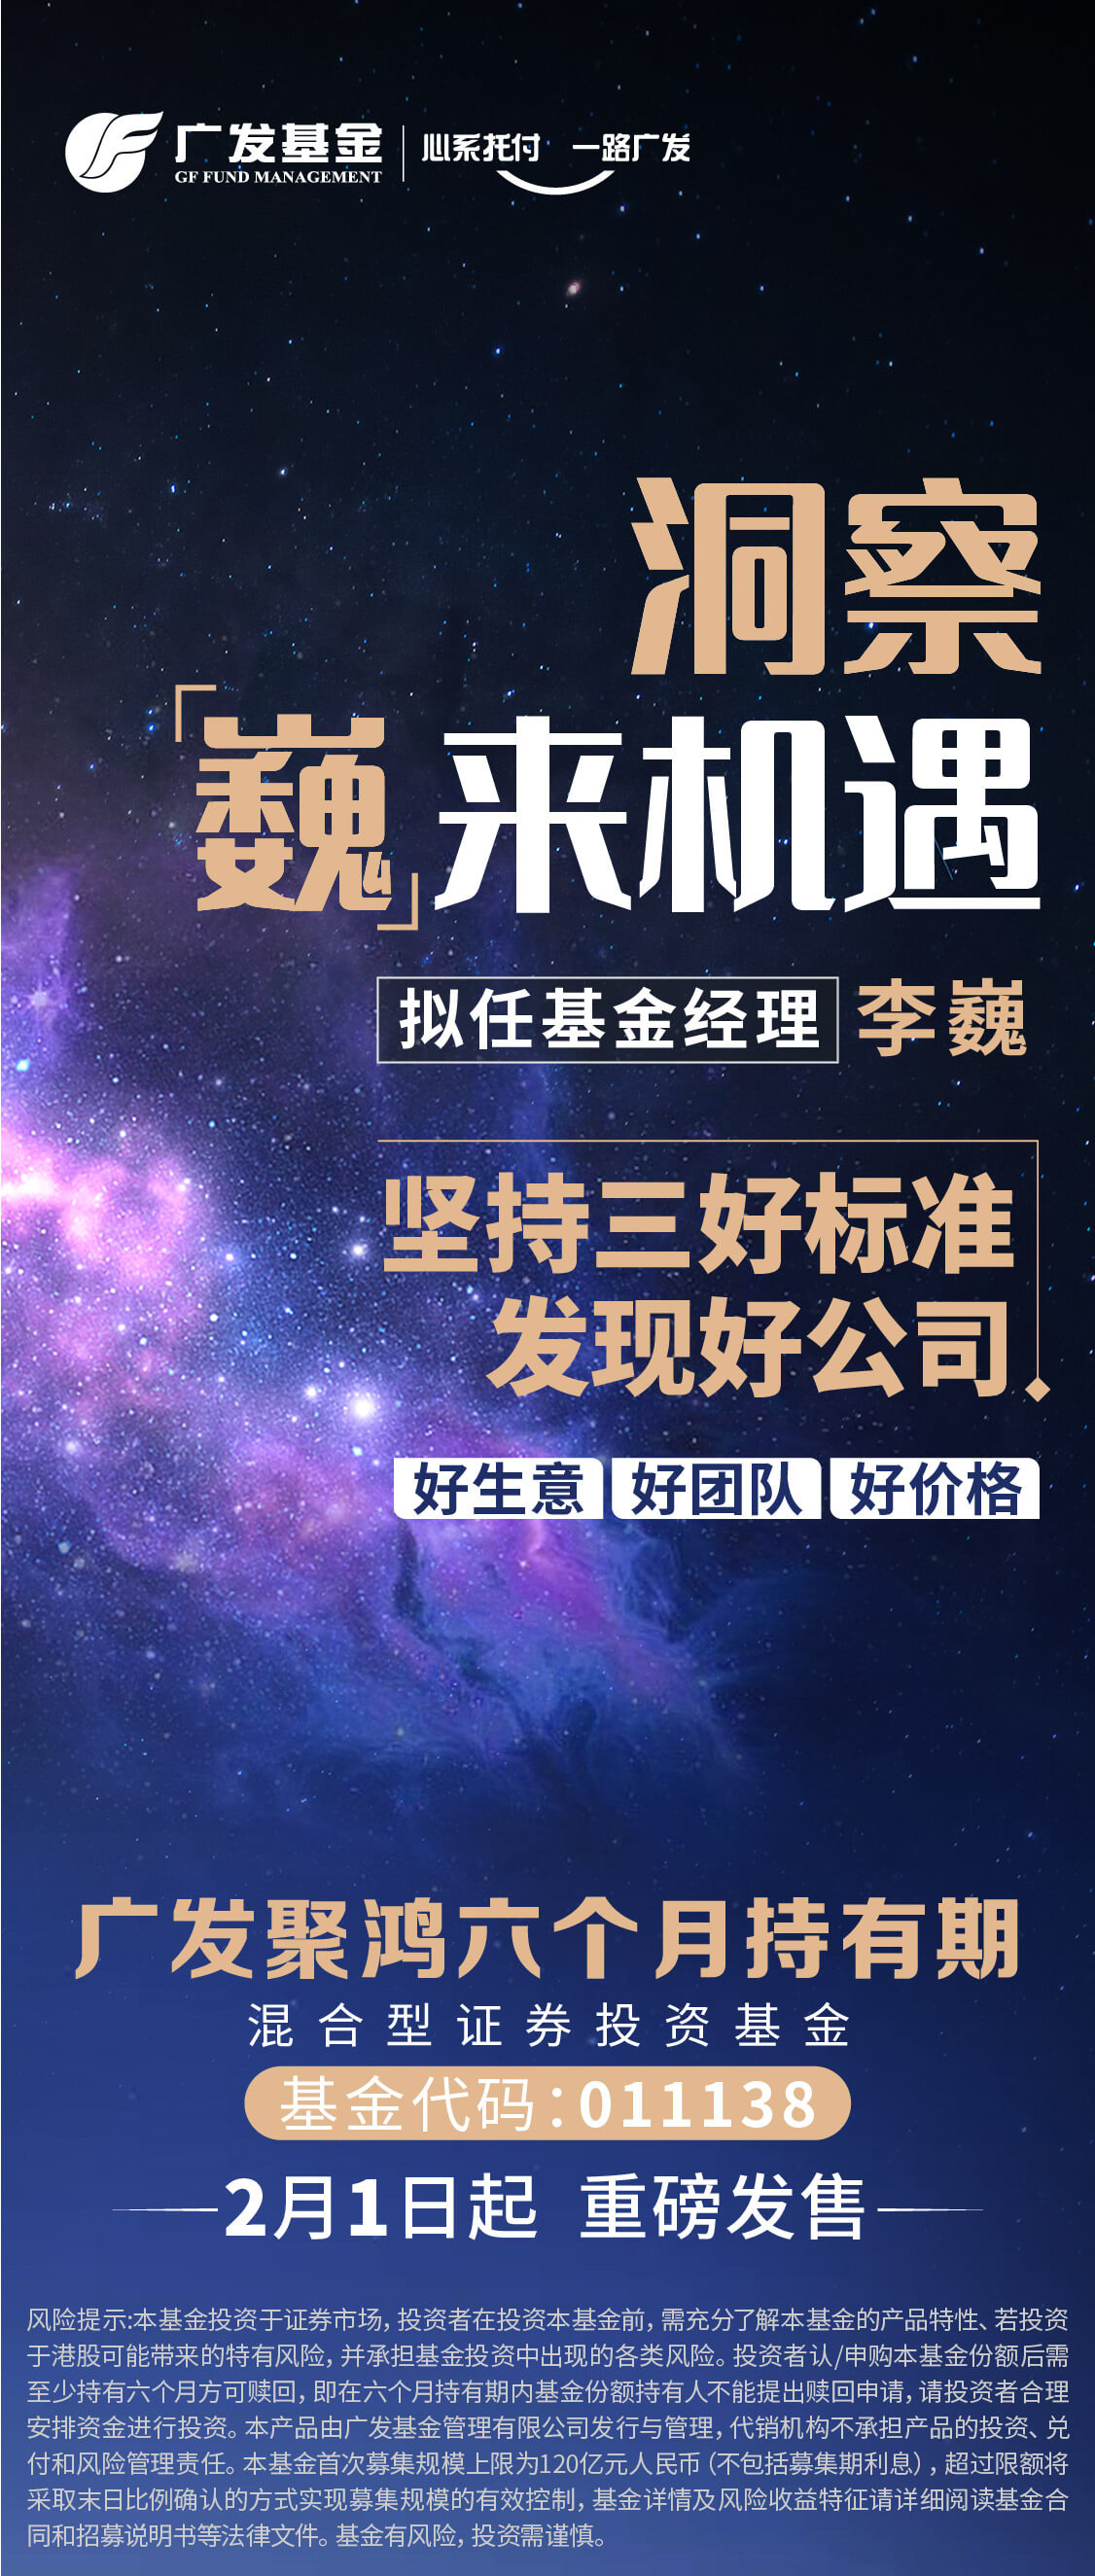 广发基金
GF FUND MANAGEMENT
心系托付 一路广发
洞察
「巍」来机遇
拟任基金经理 李巍
坚持三好标准
发现好公司
好生意 好团队 好价格
广发聚鸿六个月持有期
混合型证券投资基金
基金代码:011138
2月1日起 重磅发售
风险提示:本基金投资于证券市场,投资者在投资本基金前,需充分了解本基金的产品特性、若投资
于港股可能带来的特有风险,并承担基金投资中出现的各类风险。投资者认/申购本基金份额后需
至少持有六个月方可赎回,即在六个月持有期内基金份额持有人不能提出赎回申请,请投资者合理
安排资金进行投资。本产品由广发基金管理有限公司发行与管理,代销机构不承担产品的投资、兑
付和风险管理责任。本基金首次募集规模上限为120亿元人民币(不包括募集期利息),超过限额将
采取末日比例确认的方式实现募集规模的有效控制,基金详情及风险收益特征请详细阅读基金合
同和招募说明书等法律文件。基金有风险,投资需谨慎。